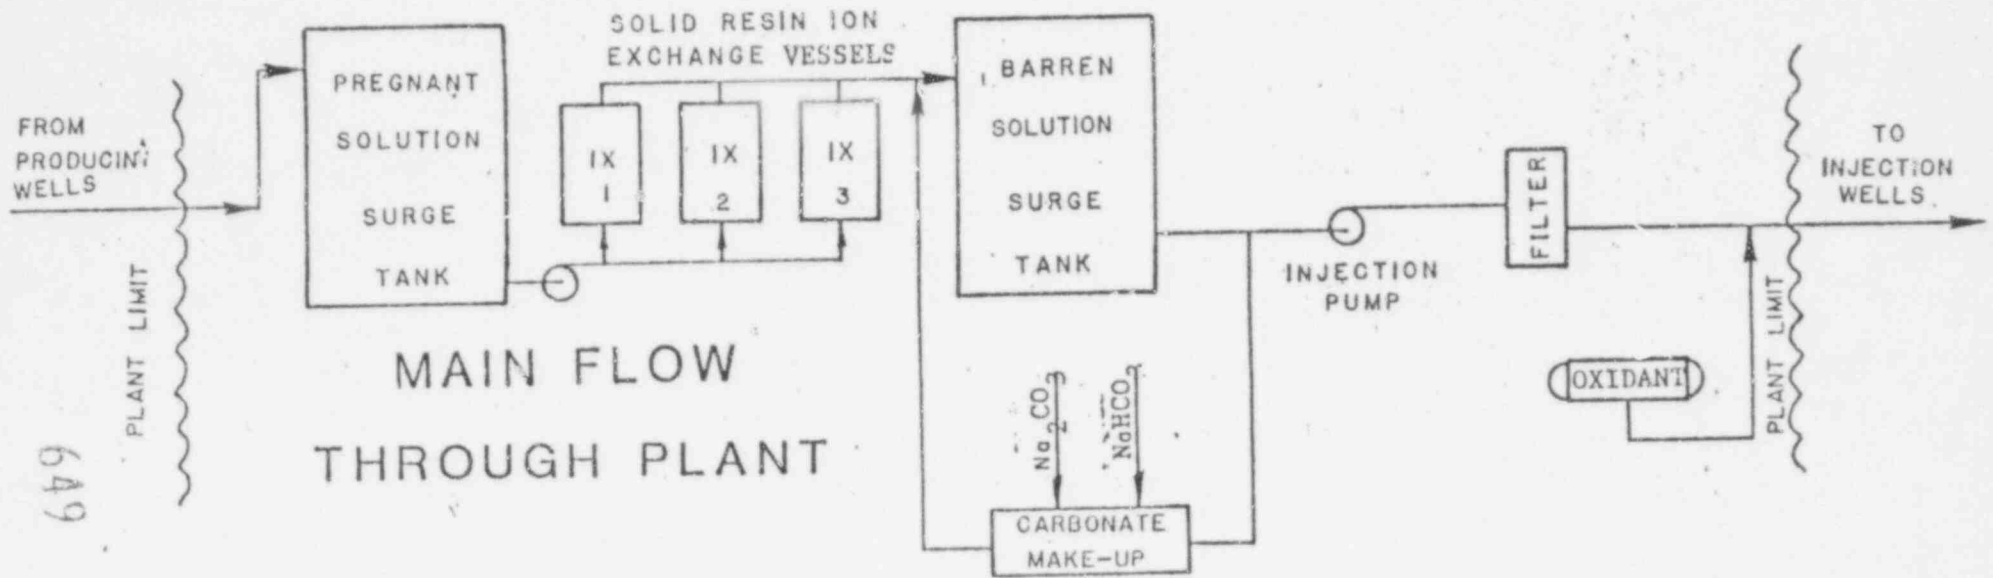 SOLID RESIN ION
EXCHANGE VESSELS
FROM
PRODUCING
WELLS
PLANT LIMIT
PREGNANT
SOLUTION
SURGE
TANK
IX
1
IX
2
IX
3
BARREN
SOLUTION
SURGE
TANK
INJECTION
PUMP
FILTER
TO
INJECTION
WELLS
OXIDANT
PLANT LIMIT
MAIN FLOW
THROUGH PLANT
Na2CO3
NaHCO3
CARBONATE
MAKE-UP
649